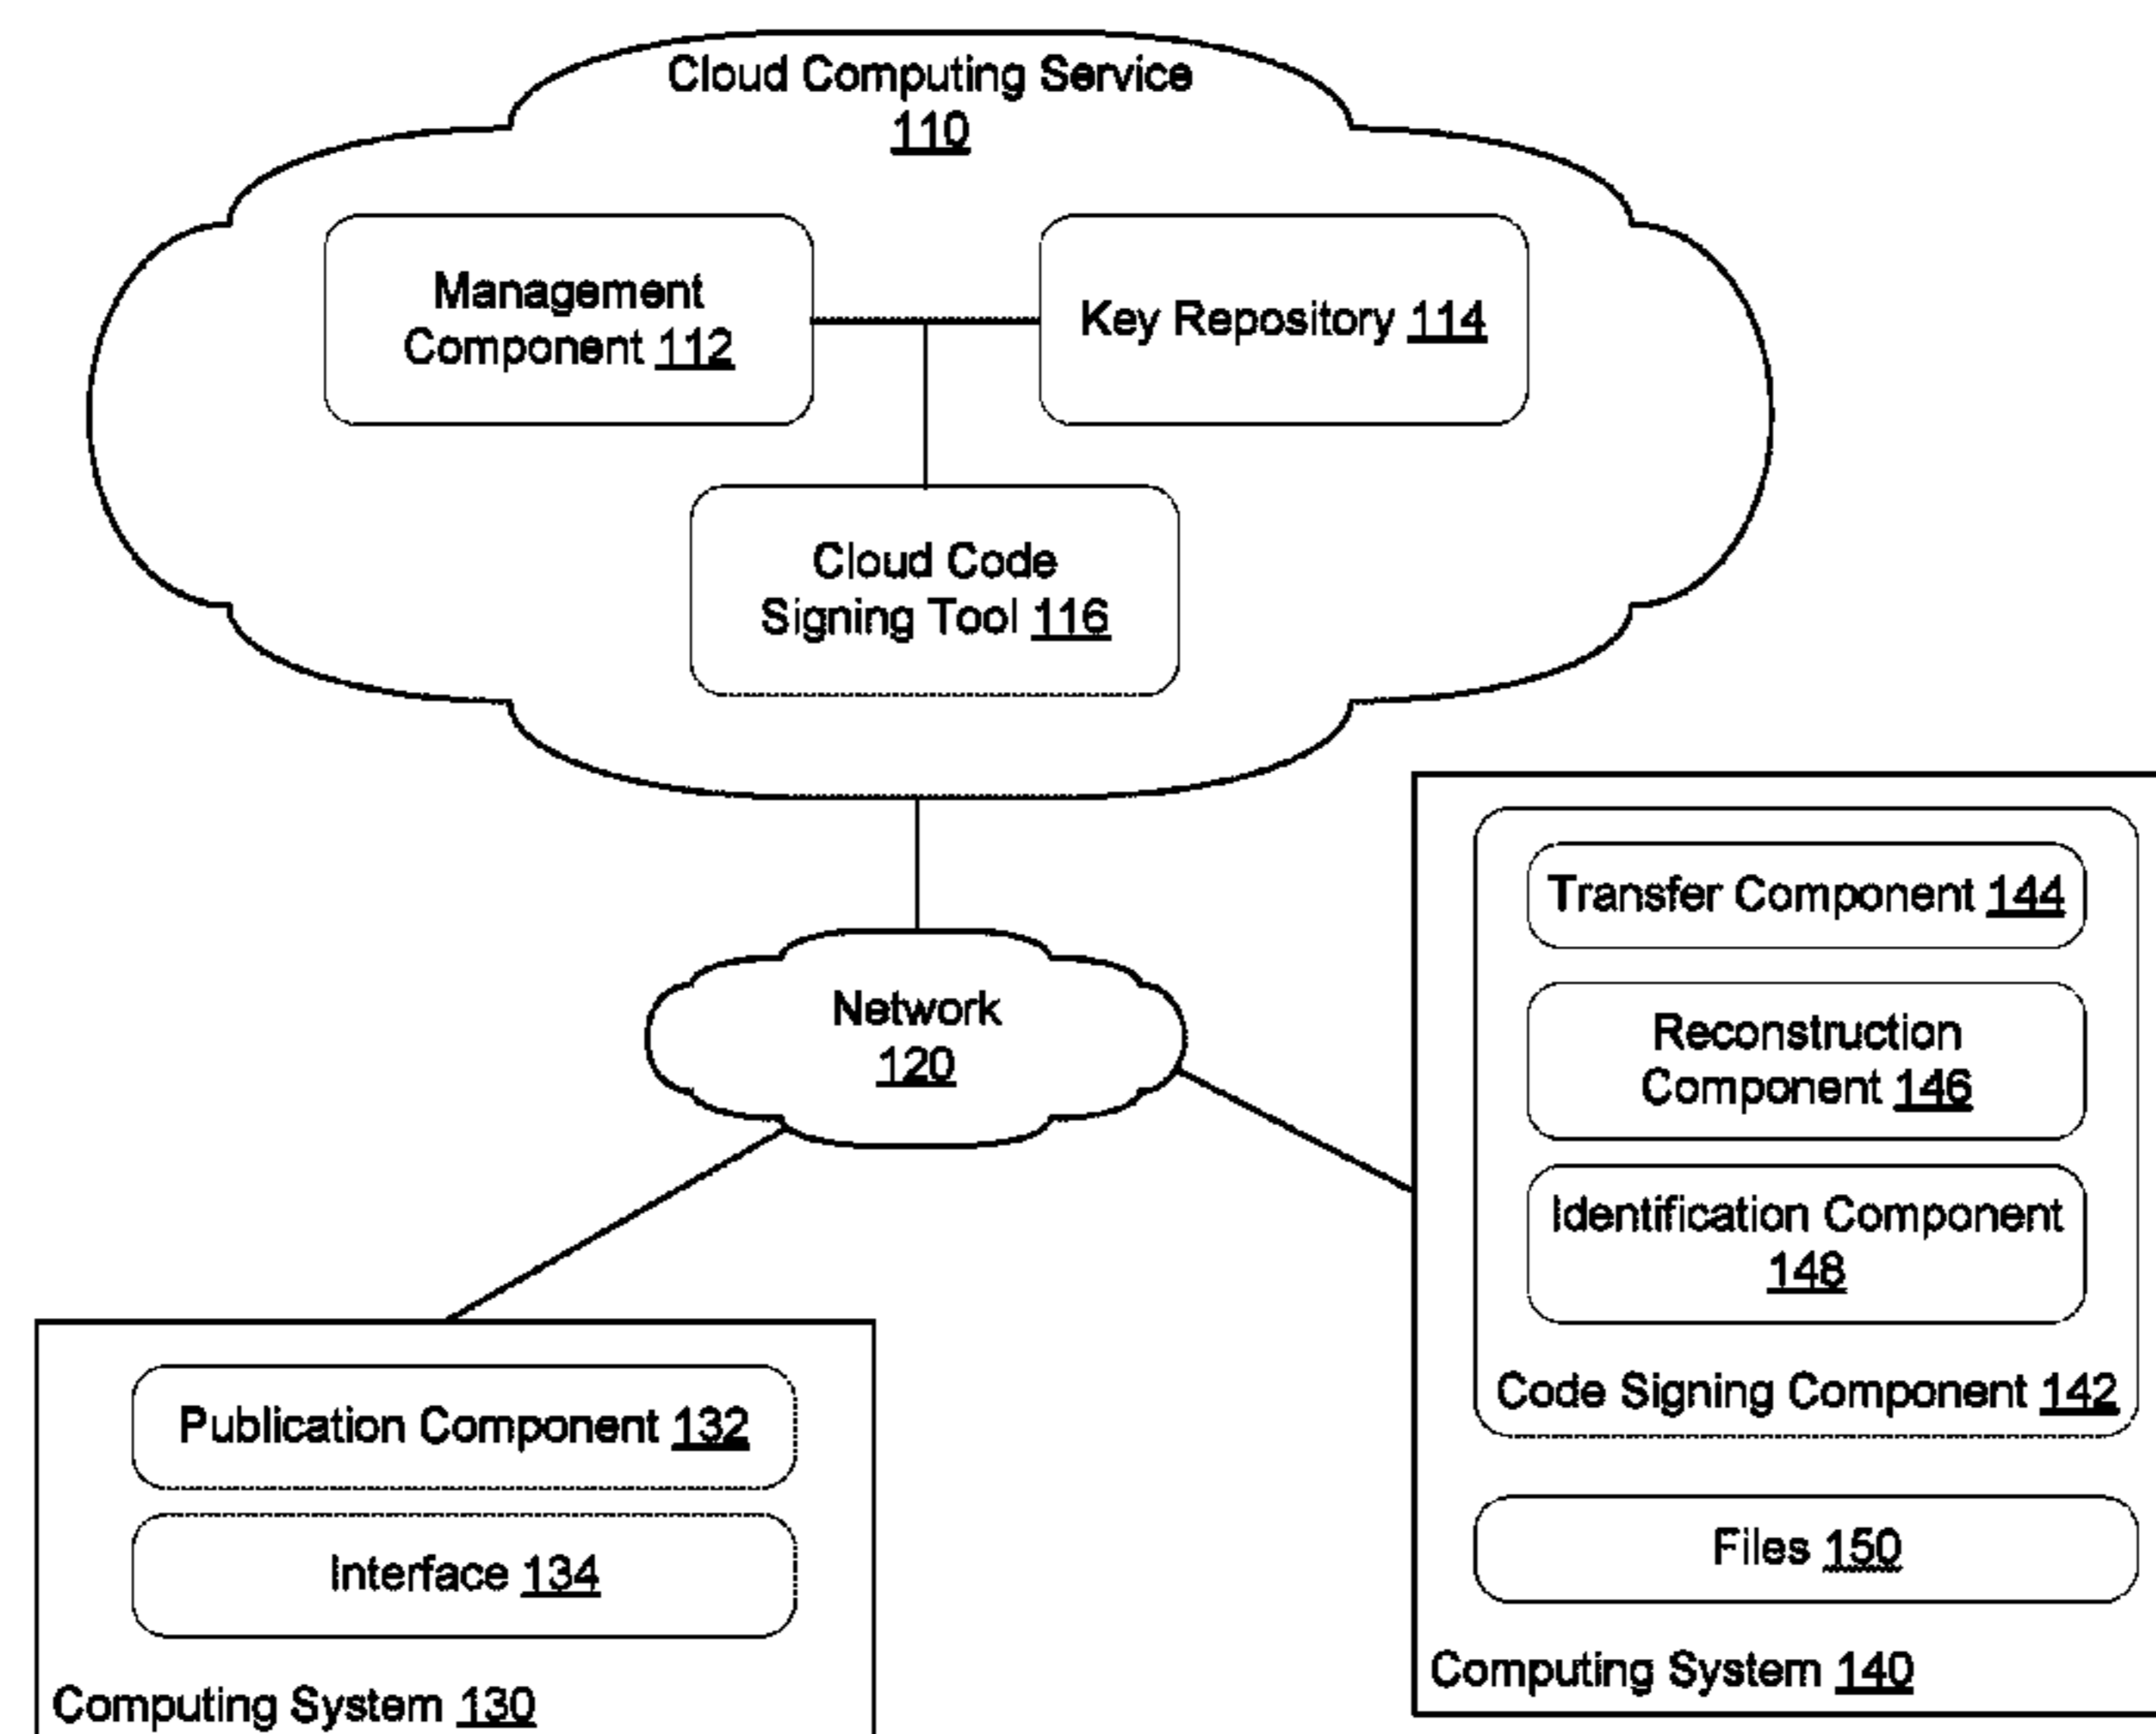 Cloud Computing Service
110
Management
Component 112
Key Repository 114
Cloud Code
Signing Tool 116
Network
120
Transfer Component 144
Reconstruction
Component 146
Identification Component
148
Code Signing Component 142
Files 150
Computing System 140
Publication Component 132
Interface 134
Computing System 130